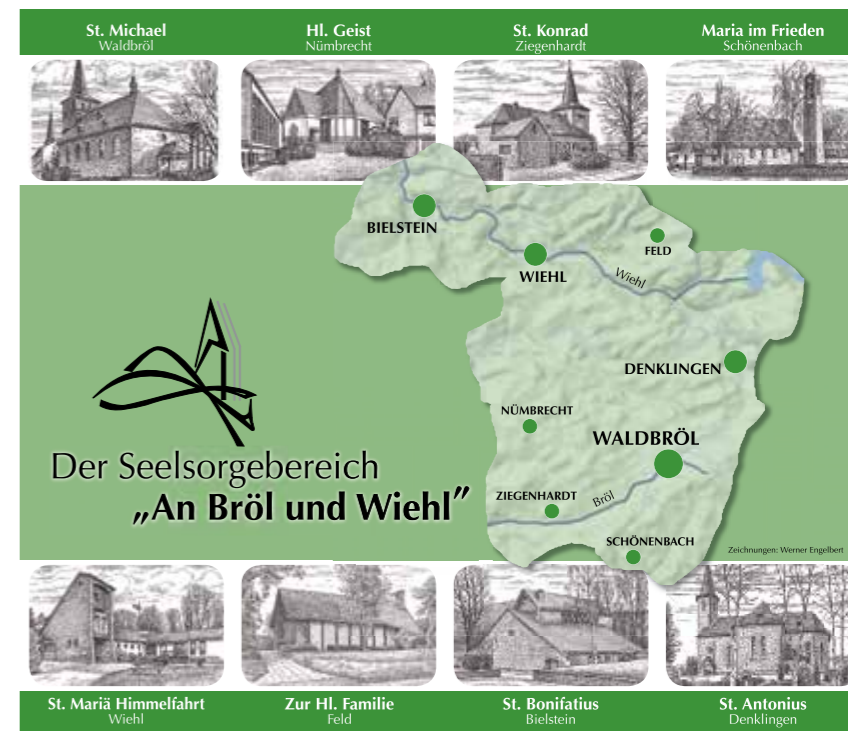 St. Michael
Waldbröl
Hl. Geist
Nümbrecht
St. Konrad
Ziegenhardt
Maria im Frieden
Schönenbach
BIELSTEIN
FELD
WIEHL
Wiehl
DENKLINGEN
NÜMBRECHT
WALDBRÖL
ZIEGENHARDT
Bröl
SCHÖNENBACH
Der Seelsorgebereich
„An Bröl und Wiehl”
Zeichnungen: Werner Engelbert
St. Mariä Himmelfahrt
Wiehl
Zur Hl. Familie
Feld
St. Bonifatius
Bielstein
St. Antonius
Denklingen